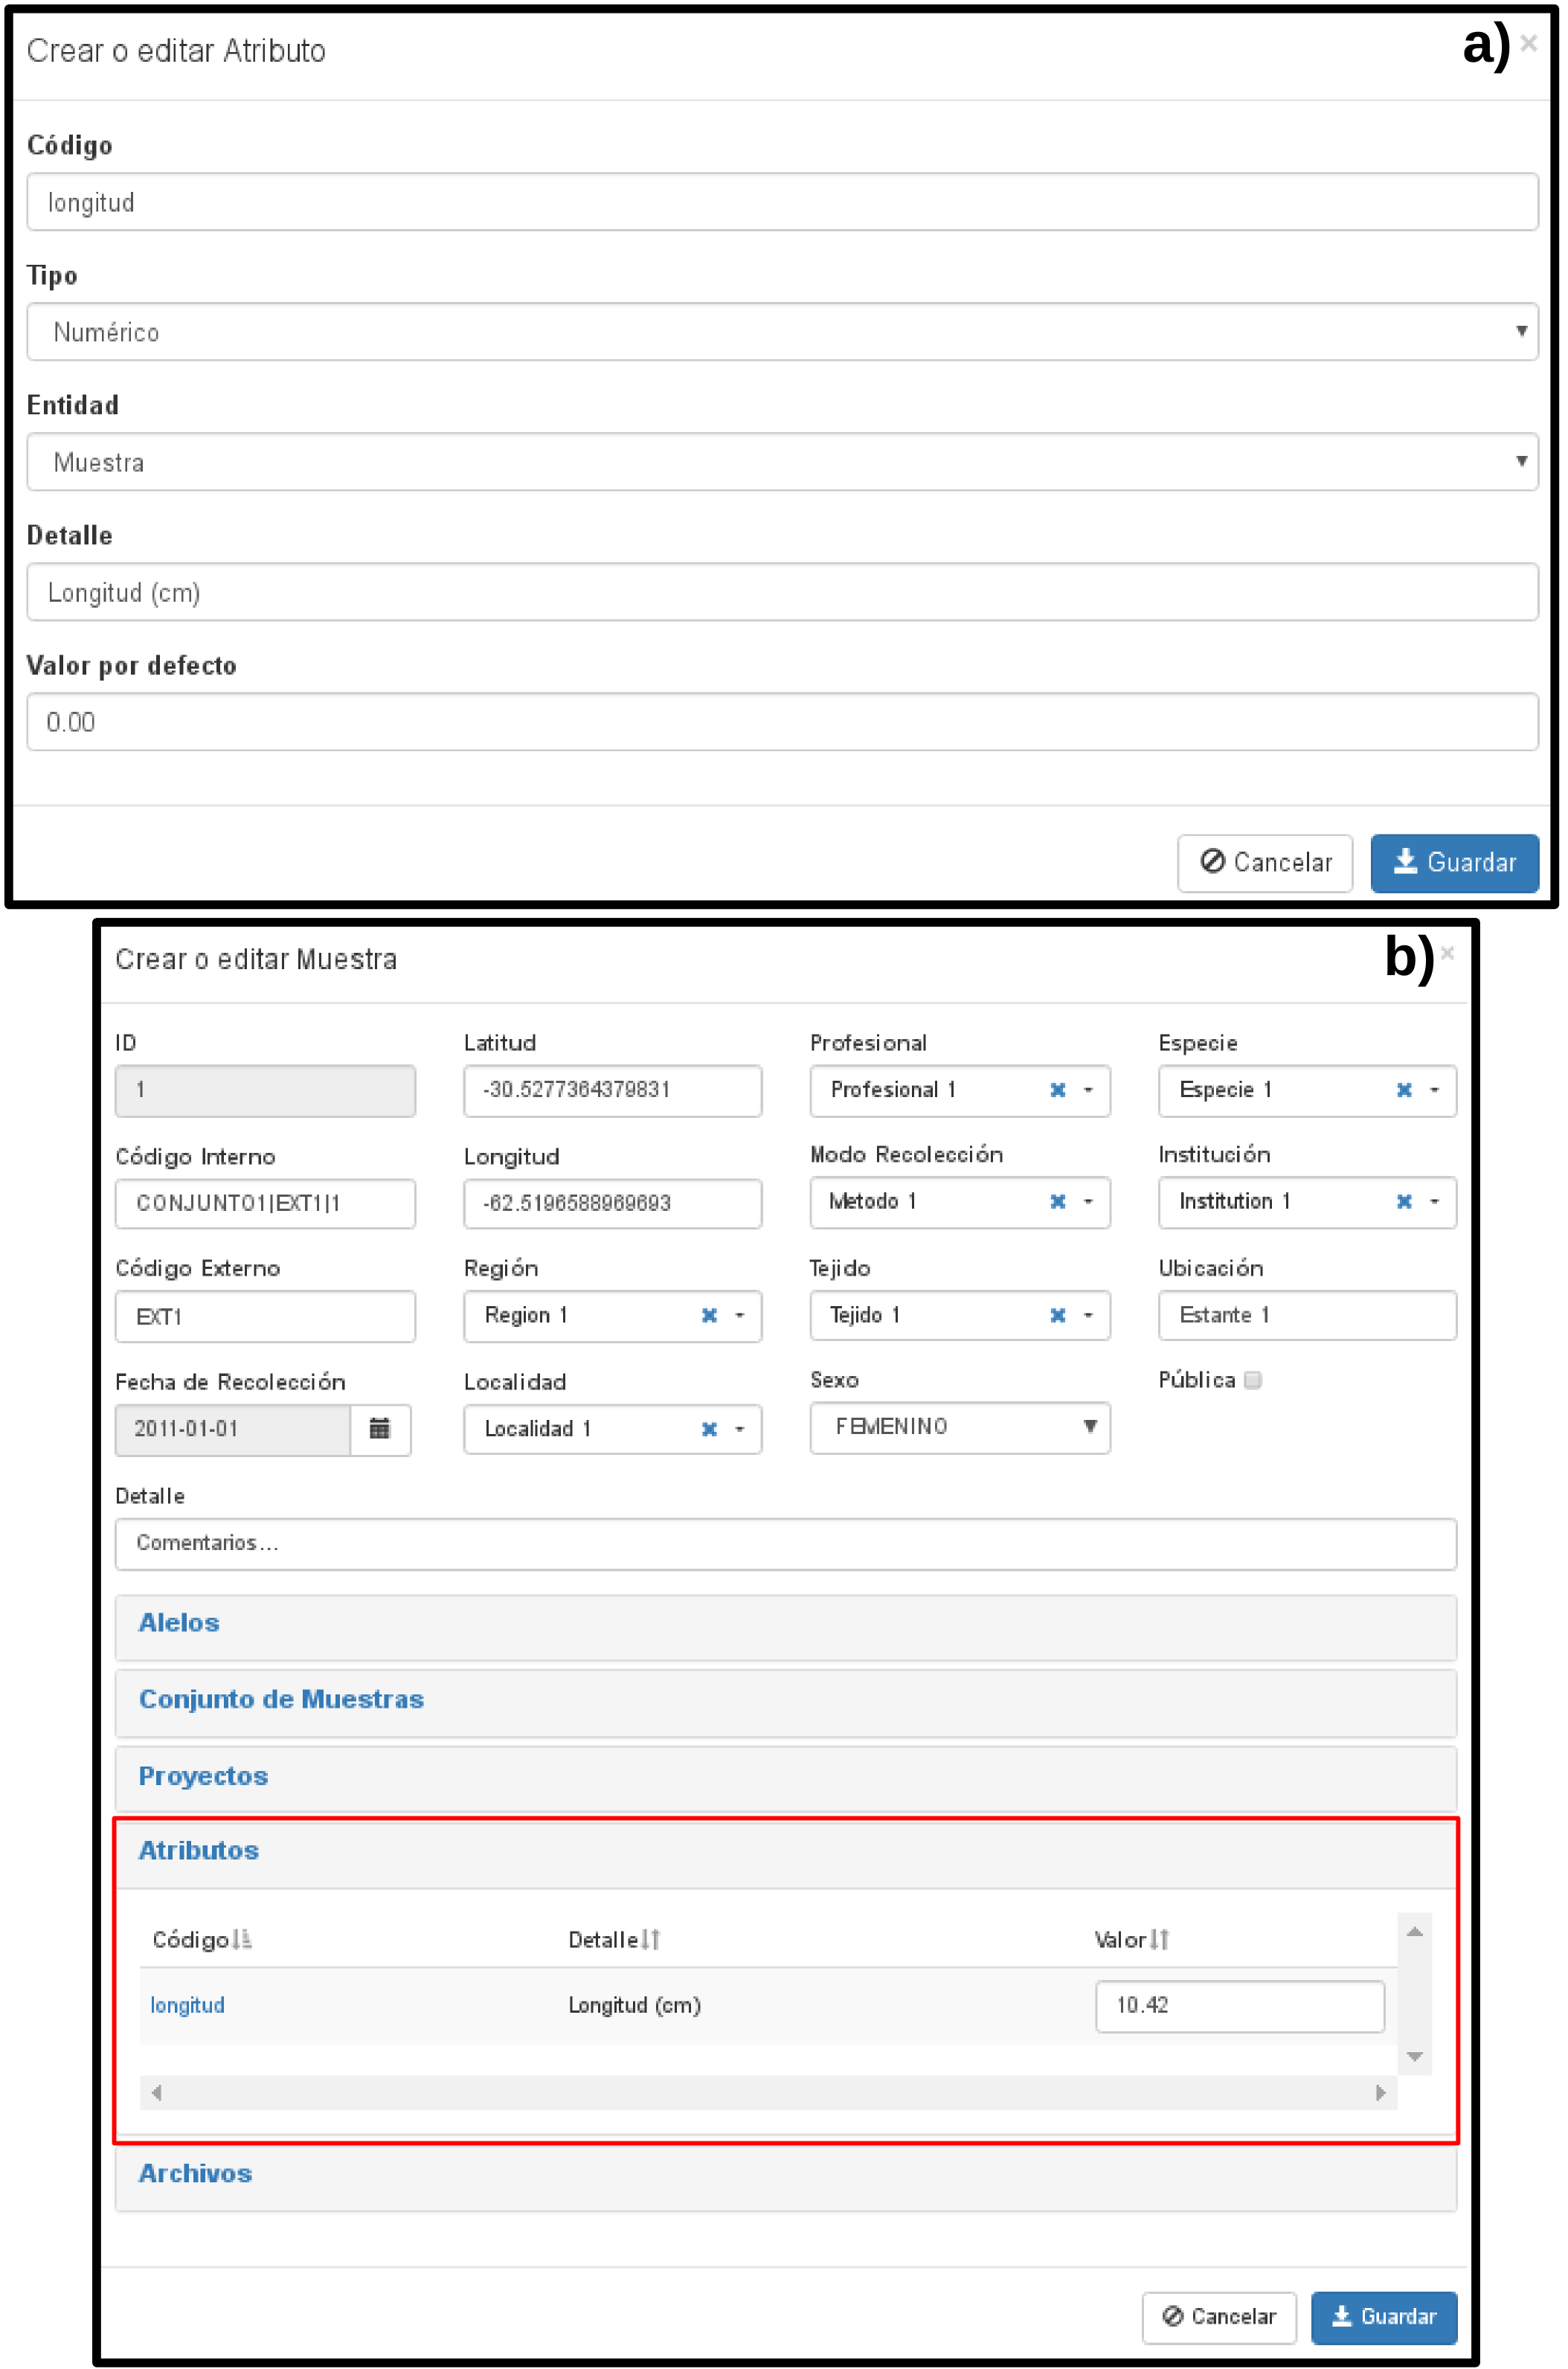 Crear o editar Atributo a) ×
Código
longitud
Tipo
Numérico
Entidad
Muestra
Detalle
Longitud (cm)
Valor por defecto
0.00
Cancelar Guardar
Crear o editar Muestra b) ×
ID Latitud Profesional Especie
1 -30.5277364379831 Profesional 1 Especie 1
Código Interno Longitud Modo Recolección Institución
CONJUNTO1|EXT1|1 -62.5196588969693 Metodo 1 Institution 1
Código Externo Región Tejido Ubicación
EXT1 Region 1 Tejido 1 Estante 1
Fecha de Recolección Localidad Sexo Pública
2011-01-01 Localidad 1 FEMENINO
Detalle
Comentarios...
Alelos
Conjunto de Muestras
Proyectos
Atributos
Código Detalle Valor
longitud Longitud (cm) 10.42
Archivos
Cancelar Guardar